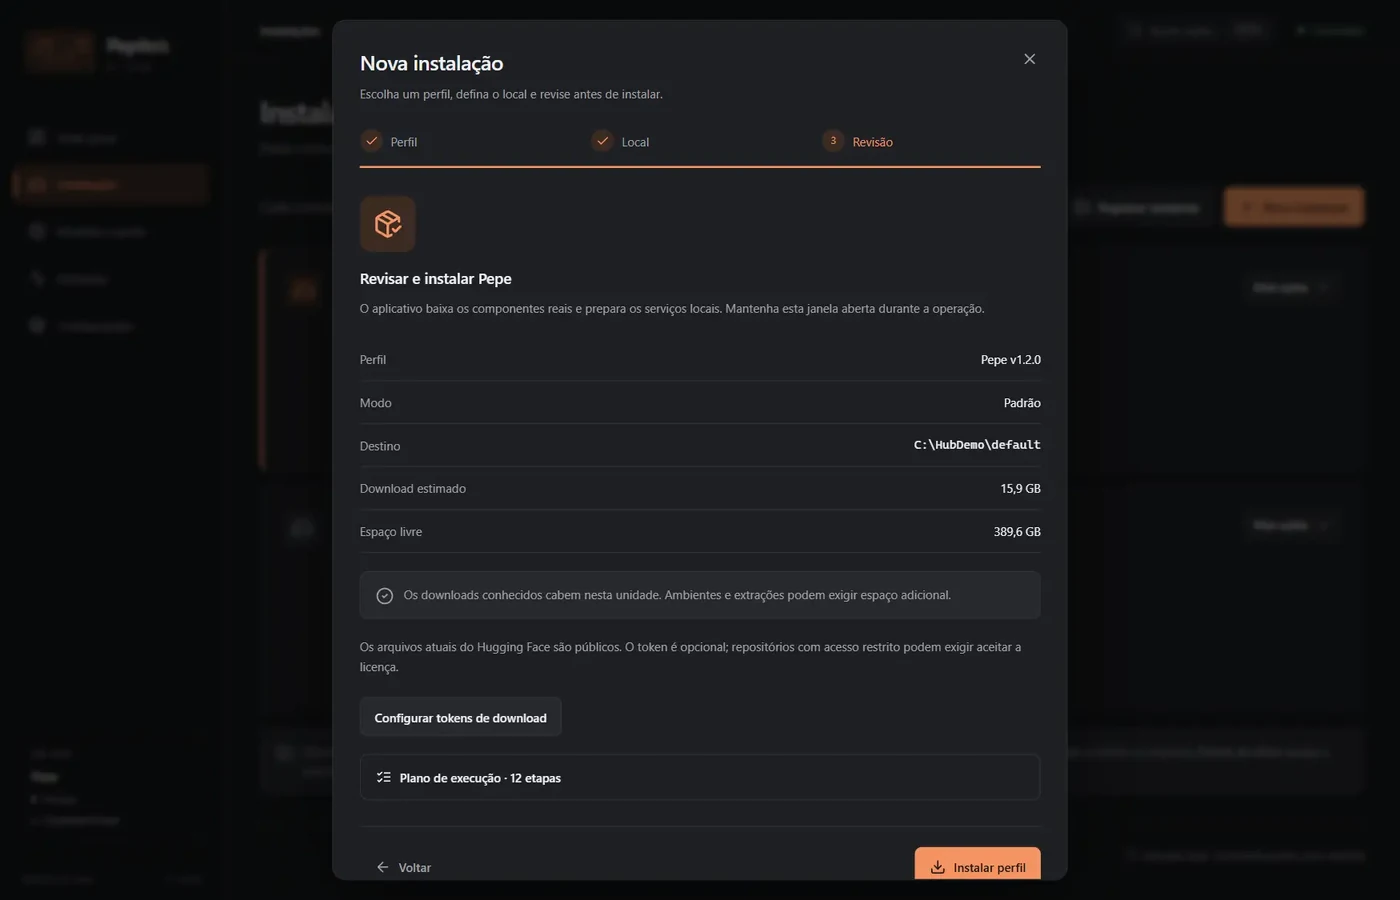 Nova instalação
Escolha um perfil, defina o local e revise antes de instalar.
Perfil
Local
3 Revisão
Revisar e instalar Pepe
O aplicativo baixa os componentes reais e prepara os serviços locais. Mantenha esta janela aberta durante a operação.
Perfil Pepe v1.2.0
Modo Padrão
Destino C:\HubDemo\default
Download estimado 15,9 GB
Espaço livre 389,6 GB
Os downloads conhecidos cabem nesta unidade. Ambientes e extrações podem exigir espaço adicional.
Os arquivos atuais do Hugging Face são públicos. O token é opcional; repositórios com acesso restrito podem exigir aceitar a
licença.
Configurar tokens de download
Plano de execução · 12 etapas
Voltar
Instalar perfil